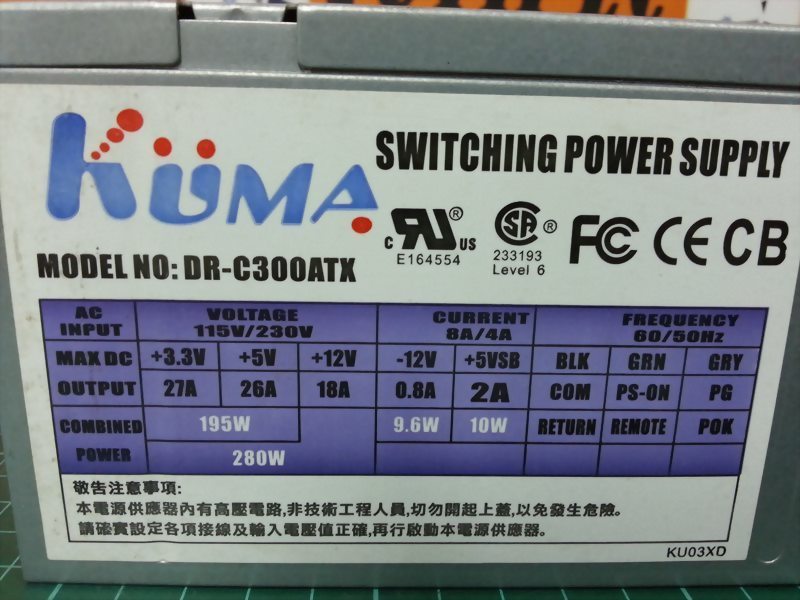 KUMA
SWITCHING POWER SUPPLY
MODEL NO: DR-C300ATX
C RU ® US
E164554
SA ®
233193
Level 6
FC CE CB
AC INPUT VOLTAGE 115V/230V CURRENT 8A/4A FREQUENCY 60/50Hz
MAX DC +3.3V +5V +12V -12V +5VSB BLK GRN GRY
OUTPUT 27A 26A 18A 0.8A 2A COM PS-ON PG
COMBINED 195W 9.6W 10W RETURN REMOTE POK
POWER 280W
敬告注意事項:
本電源供應器內有高壓電路,非技術工程人員,切勿開起上蓋,以免發生危險。
請確實設定各項接線及輸入電壓值正確,再行啟動本電源供應器。
KU03XD